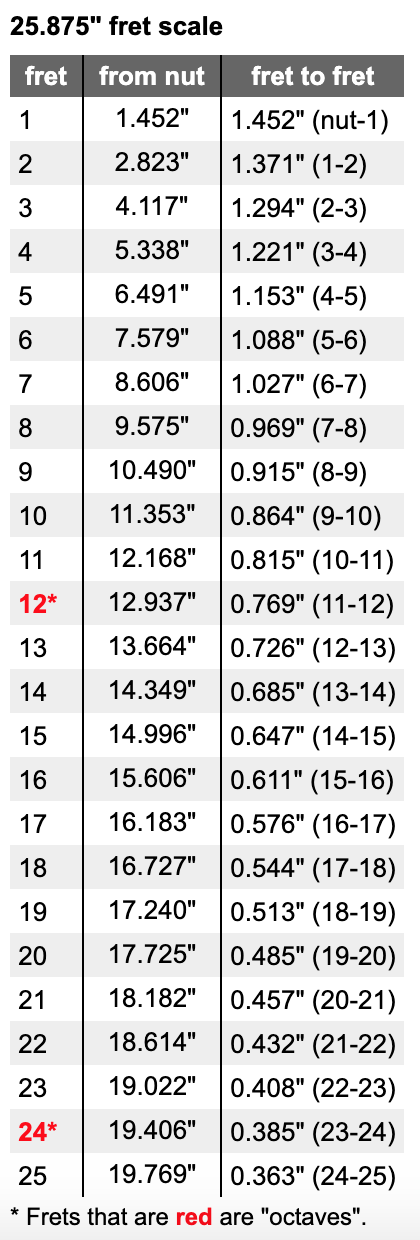 25.875" fret scale
fret from nut fret to fret
1 1.452" 1.452" (nut-1)
2 2.823" 1.371" (1-2)
3 4.117" 1.294" (2-3)
4 5.338" 1.221" (3-4)
5 6.491" 1.153" (4-5)
6 7.579" 1.088" (5-6)
7 8.606" 1.027" (6-7)
8 9.575" 0.969" (7-8)
9 10.490" 0.915" (8-9)
10 11.353" 0.864" (9-10)
11 12.168" 0.815" (10-11)
12* 12.937" 0.769" (11-12)
13 13.664" 0.726" (12-13)
14 14.349" 0.685" (13-14)
15 14.996" 0.647" (14-15)
16 15.606" 0.611" (15-16)
17 16.183" 0.576" (16-17)
18 16.727" 0.544" (17-18)
19 17.240" 0.513" (18-19)
20 17.725" 0.485" (19-20)
21 18.182" 0.457" (20-21)
22 18.614" 0.432" (21-22)
23 19.022" 0.408" (22-23)
24* 19.406" 0.385" (23-24)
25 19.769" 0.363" (24-25)
* Frets that are red are "octaves".